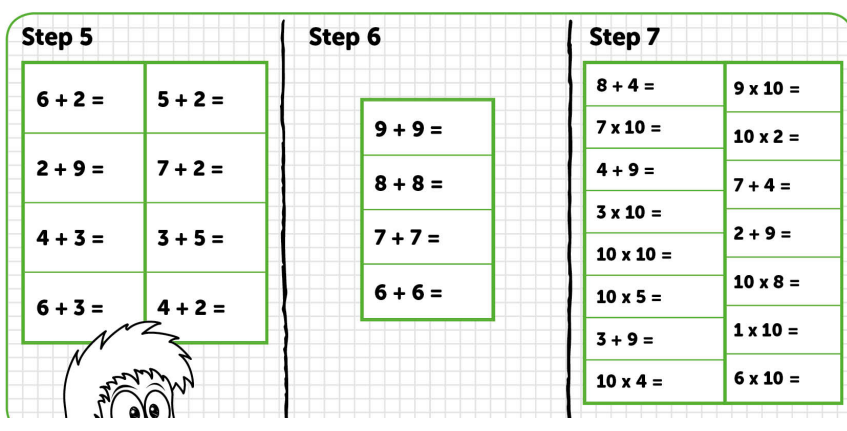 Step 5
6 + 2 =
5 + 2 =
2 + 9 =
7 + 2 =
4 + 3 =
3 + 5 =
6 + 3 =
4 + 2 =
Step 6
9 + 9 =
8 + 8 =
7 + 7 =
6 + 6 =
Step 7
8 + 4 =
7 x 10 =
4 + 9 =
3 x 10 =
10 x 10 =
10 x 5 =
3 + 9 =
10 x 4 =
9 x 10 =
10 x 2 =
7 + 4 =
2 + 9 =
10 x 8 =
1 x 10 =
6 x 10 =